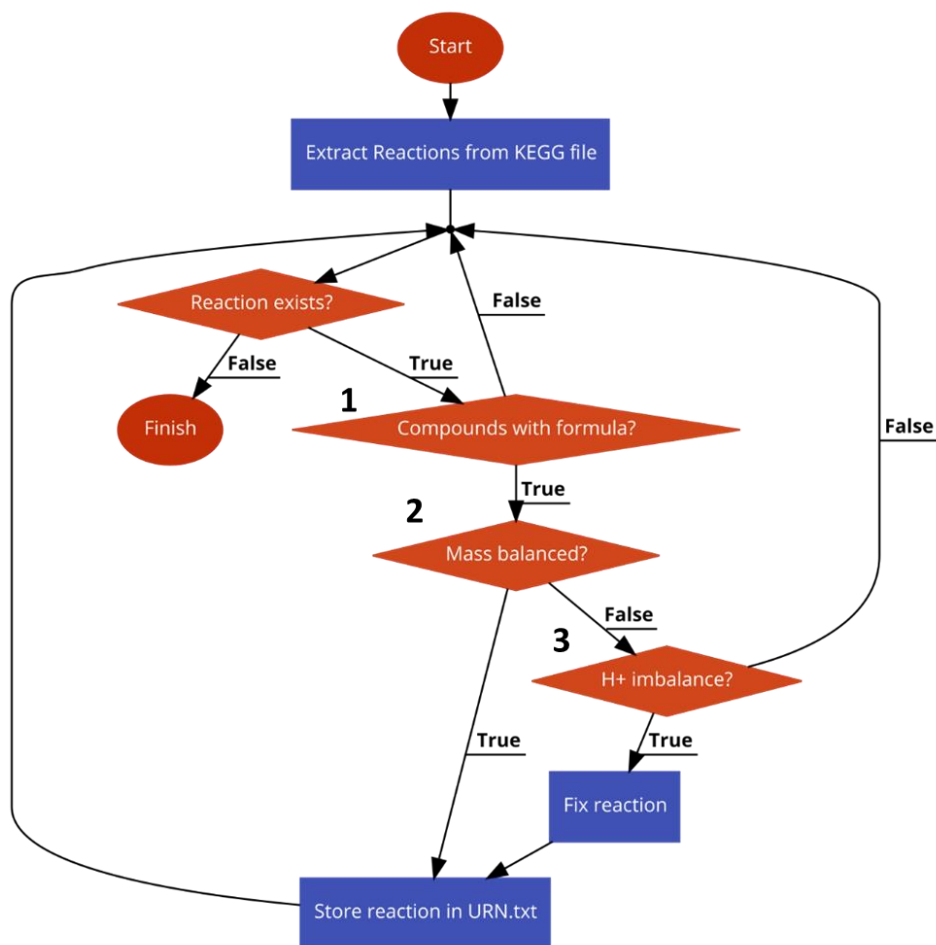 Start
Extract Reactions from KEGG file
Reaction exists?
False
False
True
1
Finish
Compounds with formula?
False
True
2
Mass balanced?
False
3
H+ imbalance?
True
True
Fix reaction
Store reaction in URN.txt